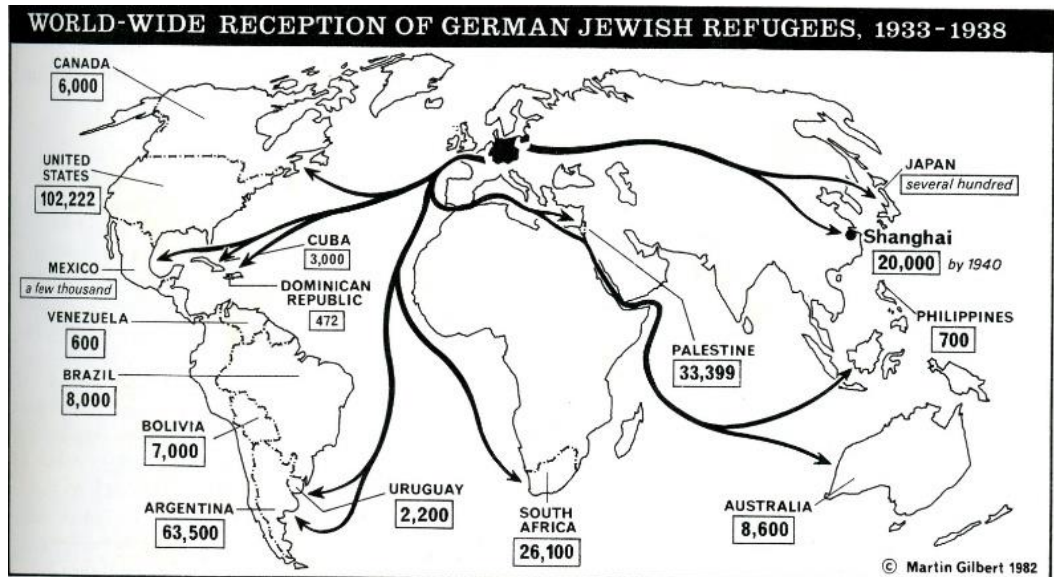 WORLD-WIDE RECEPTION OF GERMAN JEWISH REFUGEES, 1933-1938
CANADA
6,000
UNITED
STATES
102,222
MEXICO
a few thousand
CUBA
3,000
DOMINICAN
REPUBLIC
472
VENEZUELA
600
BRAZIL
8,000
BOLIVIA
7,000
ARGENTINA
63,500
URUGUAY
2,200
SOUTH
AFRICA
26,100
PALESTINE
33,399
JAPAN
several hundred
Shanghai
20,000 by 1940
PHILIPPINES
700
AUSTRALIA
8,600
© Martin Gilbert 1982